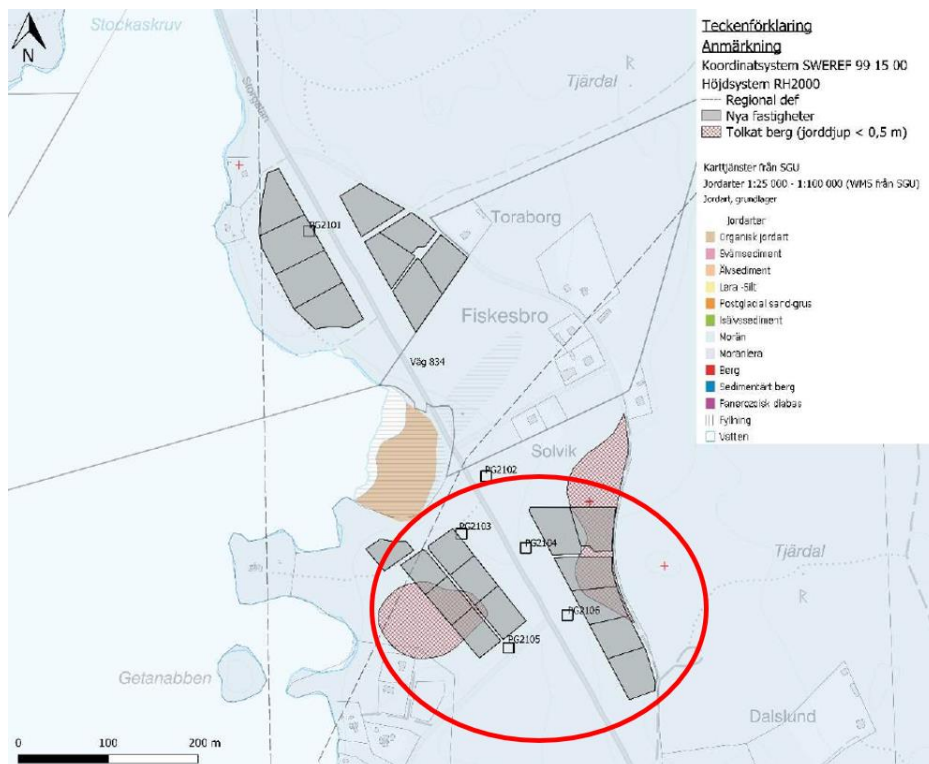 Stockaskruv
N
Storgatan
Tjärdal
R
PG2101
Toraborg
Fiskesbro
Väg 834
Solvik
PG2102
PG2103
PG2104
Tjärdal
R
PG2106
PG2105
Getanabben
Dalslund
0 100 200 m
Teckenförklaring
Anmärkning
Koordinatsystem SWEREF 99 15 00
Höjdsystem RH2000
Regional def
Nya fastigheter
Tolkat berg (jorddjup < 0,5 m)
Karttjänster från SGU
Jordarter 1:25 000 - 1:100 000 (WMS från SGU)
Jordart, grundlager
Jordarter
Organisk jordart
Svämsediment
Älvsediment
Lera -Silt
Postglacial sand-grus
Isälvssediment
Morän
Moränlera
Berg
Sedimentärt berg
Fanerozoisk diabas
Fyllning
Vatten